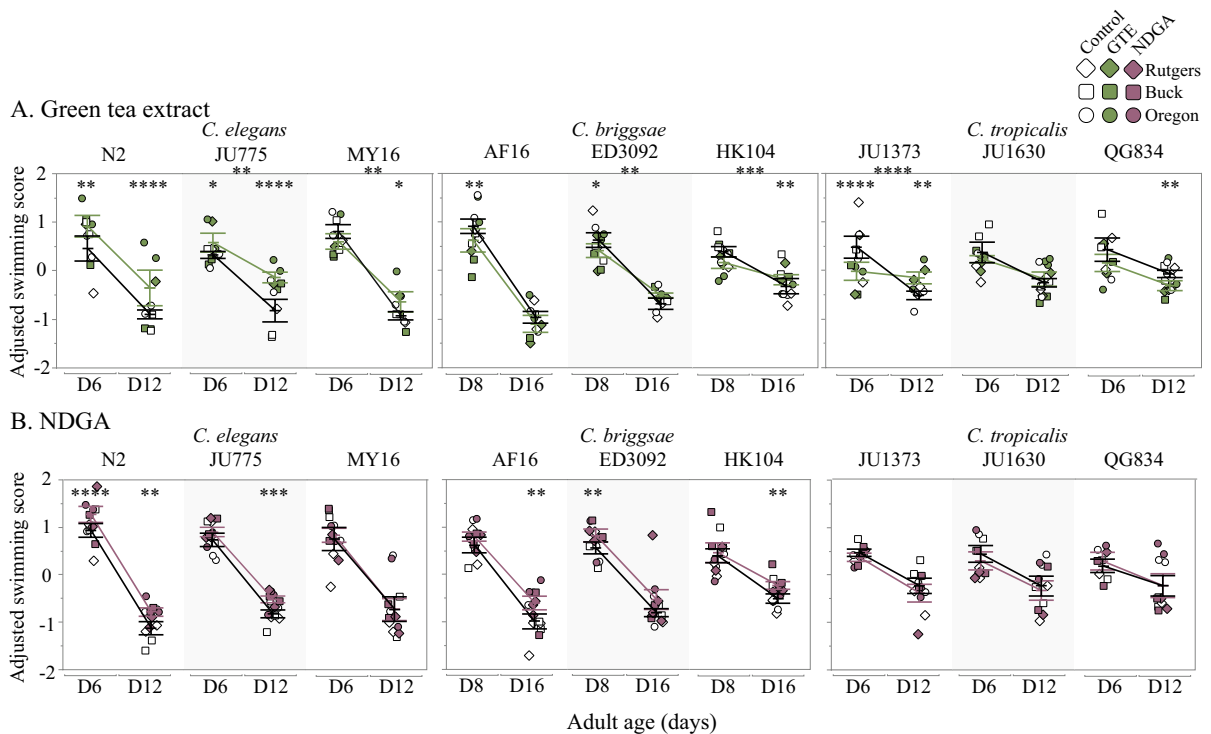 Control GTE NDGA
Rutgers
Buck
Oregon
A. Green tea extract
C. elegans C. briggsae C. tropicalis
N2 JU775 MY16 AF16 ED3092 HK104 JU1373 JU1630 QG834
** ** ** *** ****
** **** * **** * ** * ** **** ** **
Adjusted swimming score
2
1
0
-1
-2
D6 D12 D6 D12 D6 D12 D8 D16 D8 D16 D8 D16 D6 D12 D6 D12 D6 D12
B. NDGA
C. elegans C. briggsae C. tropicalis
N2 JU775 MY16 AF16 ED3092 HK104 JU1373 JU1630 QG834
**** ** *** ** ** **
Adjusted swimming score
2
1
0
-1
-2
D6 D12 D6 D12 D6 D12 D8 D16 D8 D16 D8 D16 D6 D12 D6 D12 D6 D12
Adult age (days)